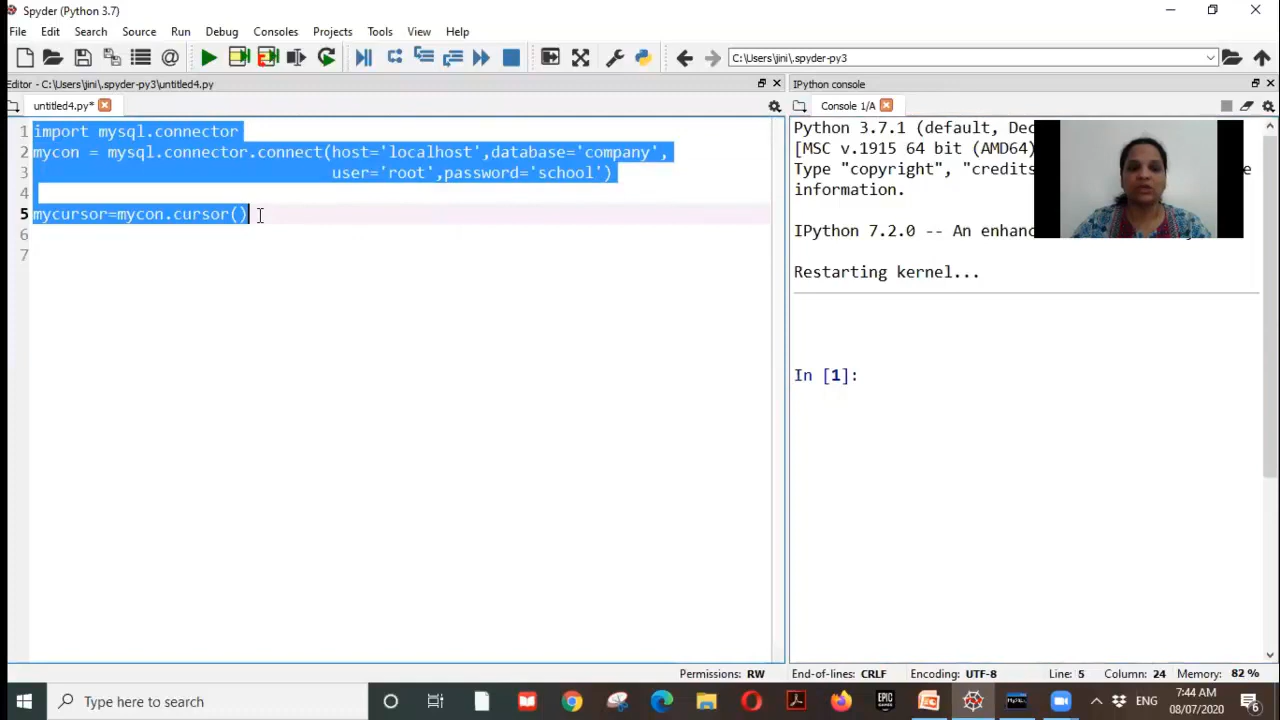 Spyder (Python 3.7)
File Edit Search Source Run Debug Consoles Projects Tools View Help
C:\Users\jini\.spyder-py3
Editor - C:\Users\jini\.spyder-py3\untitled4.py
IPython console
untitled4.py*
Console 1/A
1 import mysql.connector
2 mycon = mysql.connector.connect(host='localhost',database='company',
3 user='root',password='school')
4
5 mycursor=mycon.cursor()
6
7
Python 3.7.1 (default, Dec
[MSC v.1915 64 bit (AMD64)
Type "copyright", "credits e
information.
IPython 7.2.0 -- An enhanc
Restarting kernel...
In [1]:
Permissions: RW End-of-lines: CRLF Encoding: UTF-8 Line: 5 Column: 24 Memory: 82 %
Type here to search
EPIC
GAMES
ENG
7:44 AM
08/07/2020
6